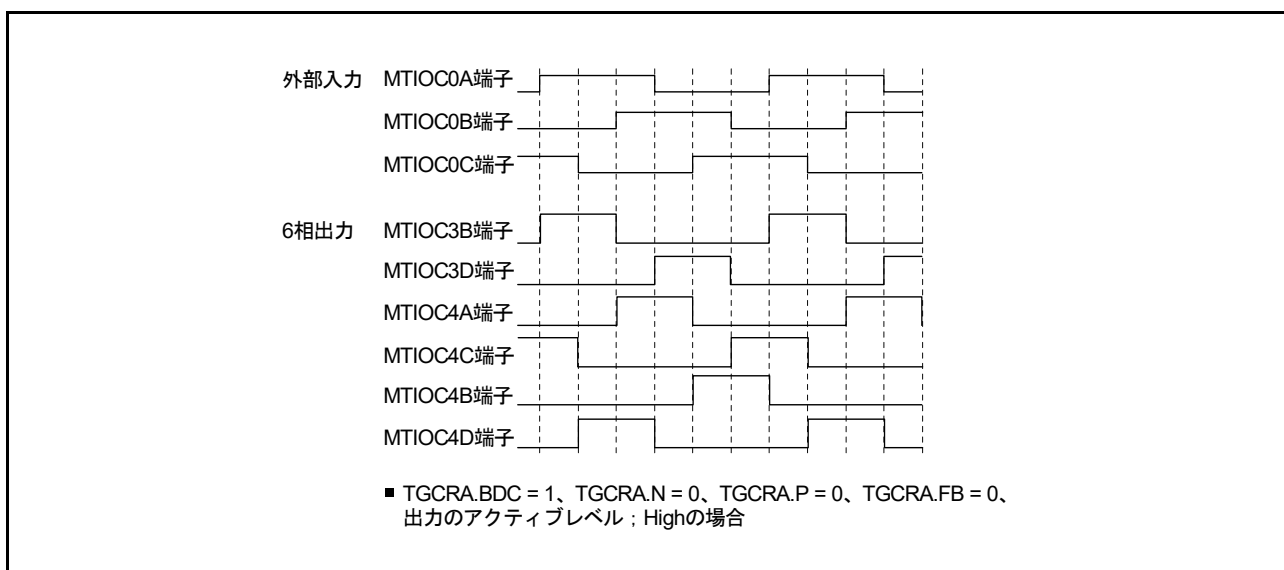 外部入力 MTIOC0A端子
MTIOC0B端子
MTIOC0C端子
6相出力 MTIOC3B端子
MTIOC3D端子
MTIOC4A端子
MTIOC4C端子
MTIOC4B端子
MTIOC4D端子
■ TGCRA.BDC = 1、TGCRA.N = 0、TGCRA.P = 0、TGCRA.FB = 0、
出力のアクティブレベル ; Highの場合